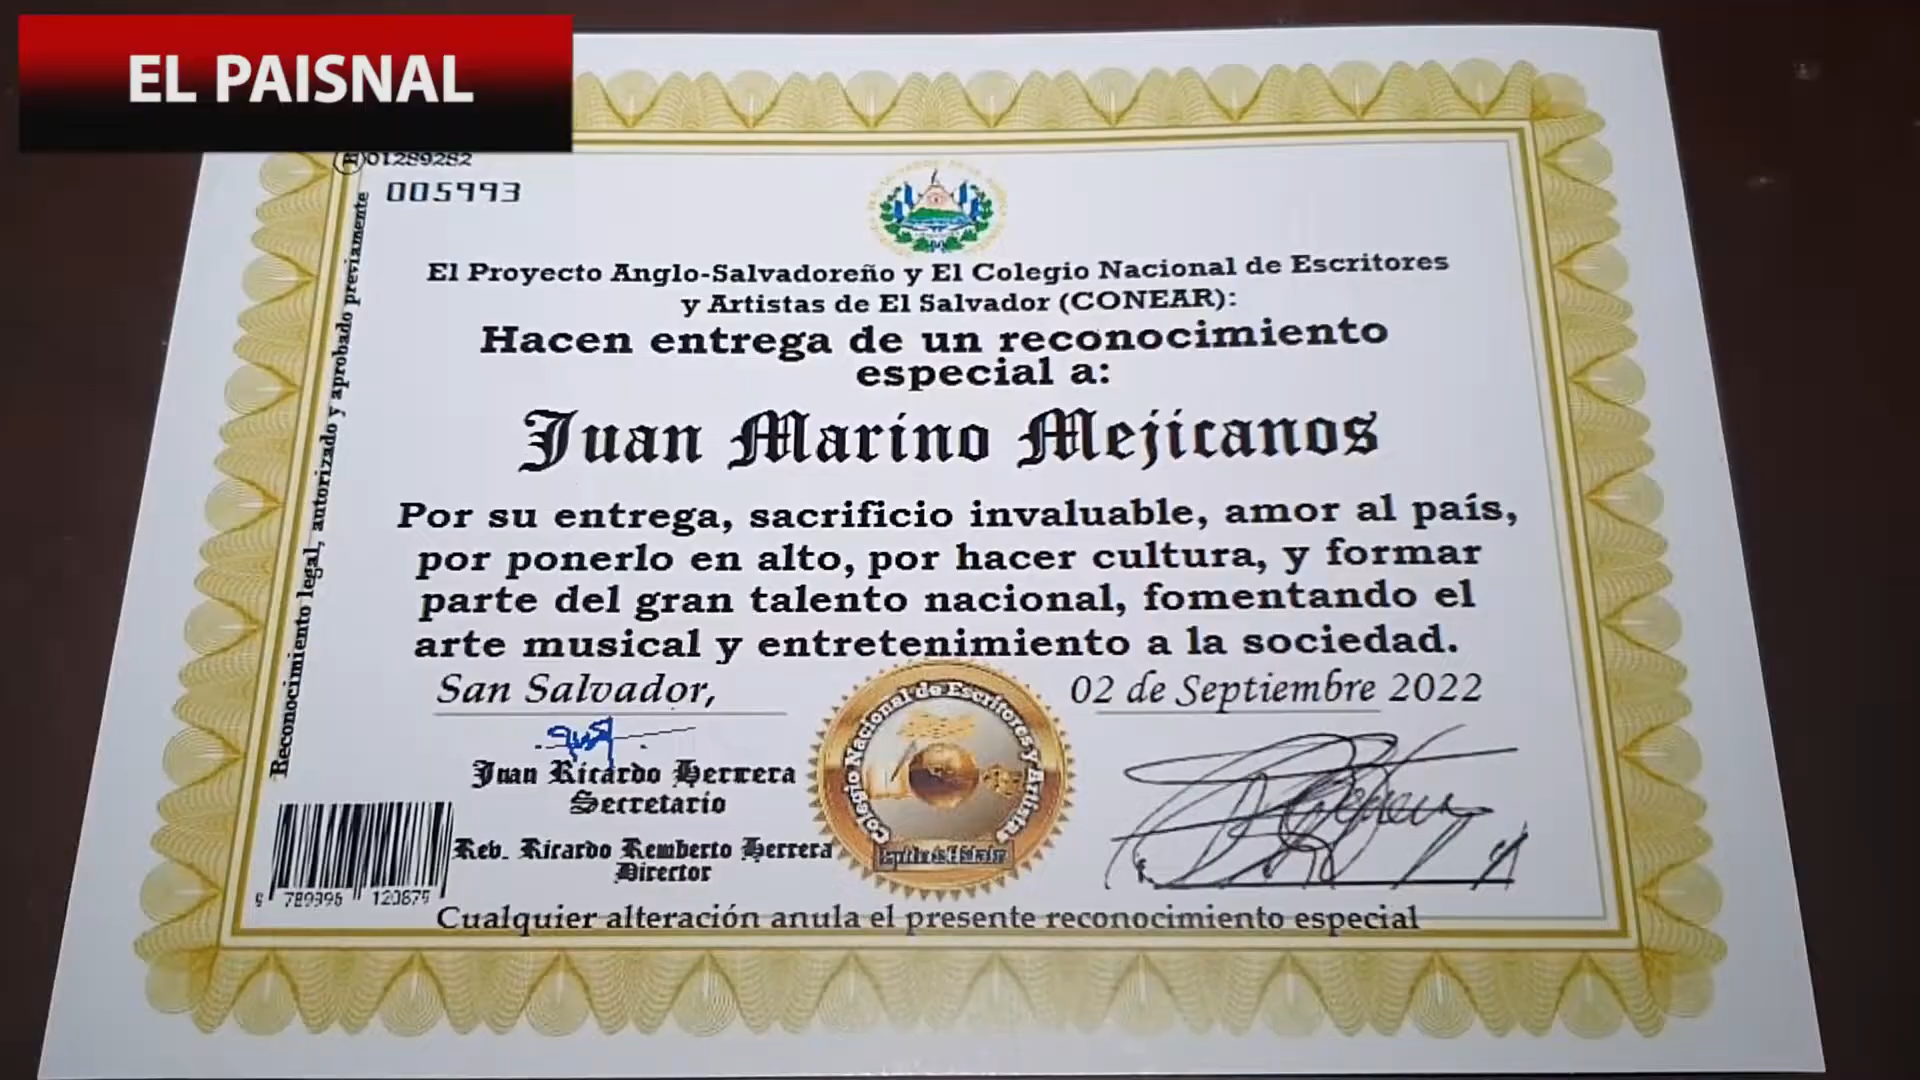 EL PAISNAL
01289282
005993
Reconocimiento legal, autorizado y aprobado previamente
El Proyecto Anglo-Salvadoreño y El Colegio Nacional de Escritores
y Artistas de El Salvador (CONEAR):
Hacen entrega de un reconocimiento
especial a:
Juan Marino Mejicanos
Por su entrega, sacrificio invaluable, amor al país,
por ponerlo en alto, por hacer cultura, y formar
parte del gran talento nacional, fomentando el
arte musical y entretenimiento a la sociedad.
San Salvador,
02 de Septiembre 2022
Juan Ricardo Herrera
Secretario
Rev. Ricardo Remberto Herrera
Director
Colegio Nacional de Escritores y Artistas
9 789996 120879
Cualquier alteración anula el presente reconocimiento especial